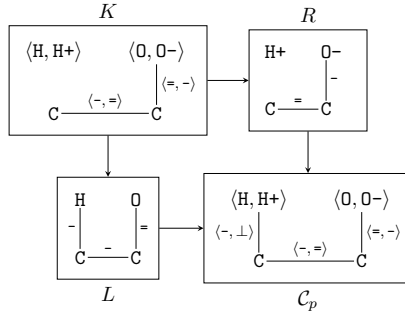 K R
⟨H, H+⟩ ⟨O, O−⟩ H+ O−
⟨−, =⟩ ⟨=, −⟩ = −
C C C C
H O ⟨H, H+⟩ ⟨O, O−⟩
− = ⟨−, ⊥⟩ ⟨=, −⟩
− ⟨−, =⟩
C C C C
L 𝒞p